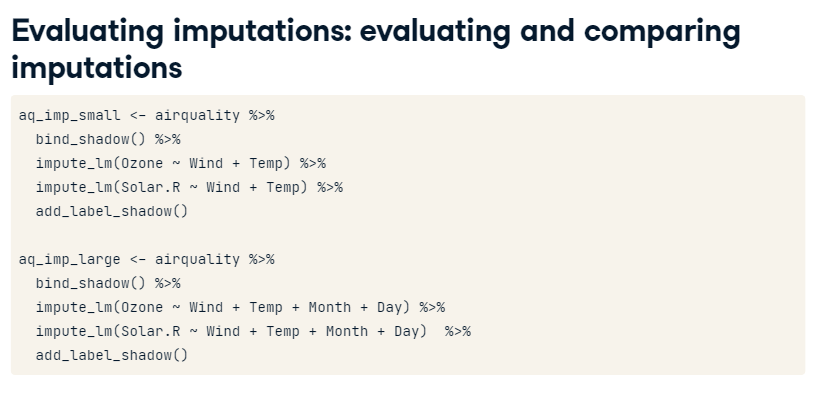 Evaluating imputations: evaluating and comparing
imputations
aq_imp_small <- airquality %>%
  bind_shadow() %>%
  impute_lm(Ozone ~ Wind + Temp) %>%
  impute_lm(Solar.R ~ Wind + Temp) %>%
  add_label_shadow()

aq_imp_large <- airquality %>%
  bind_shadow() %>%
  impute_lm(Ozone ~ Wind + Temp + Month + Day) %>%
  impute_lm(Solar.R ~ Wind + Temp + Month + Day)  %>%
  add_label_shadow()